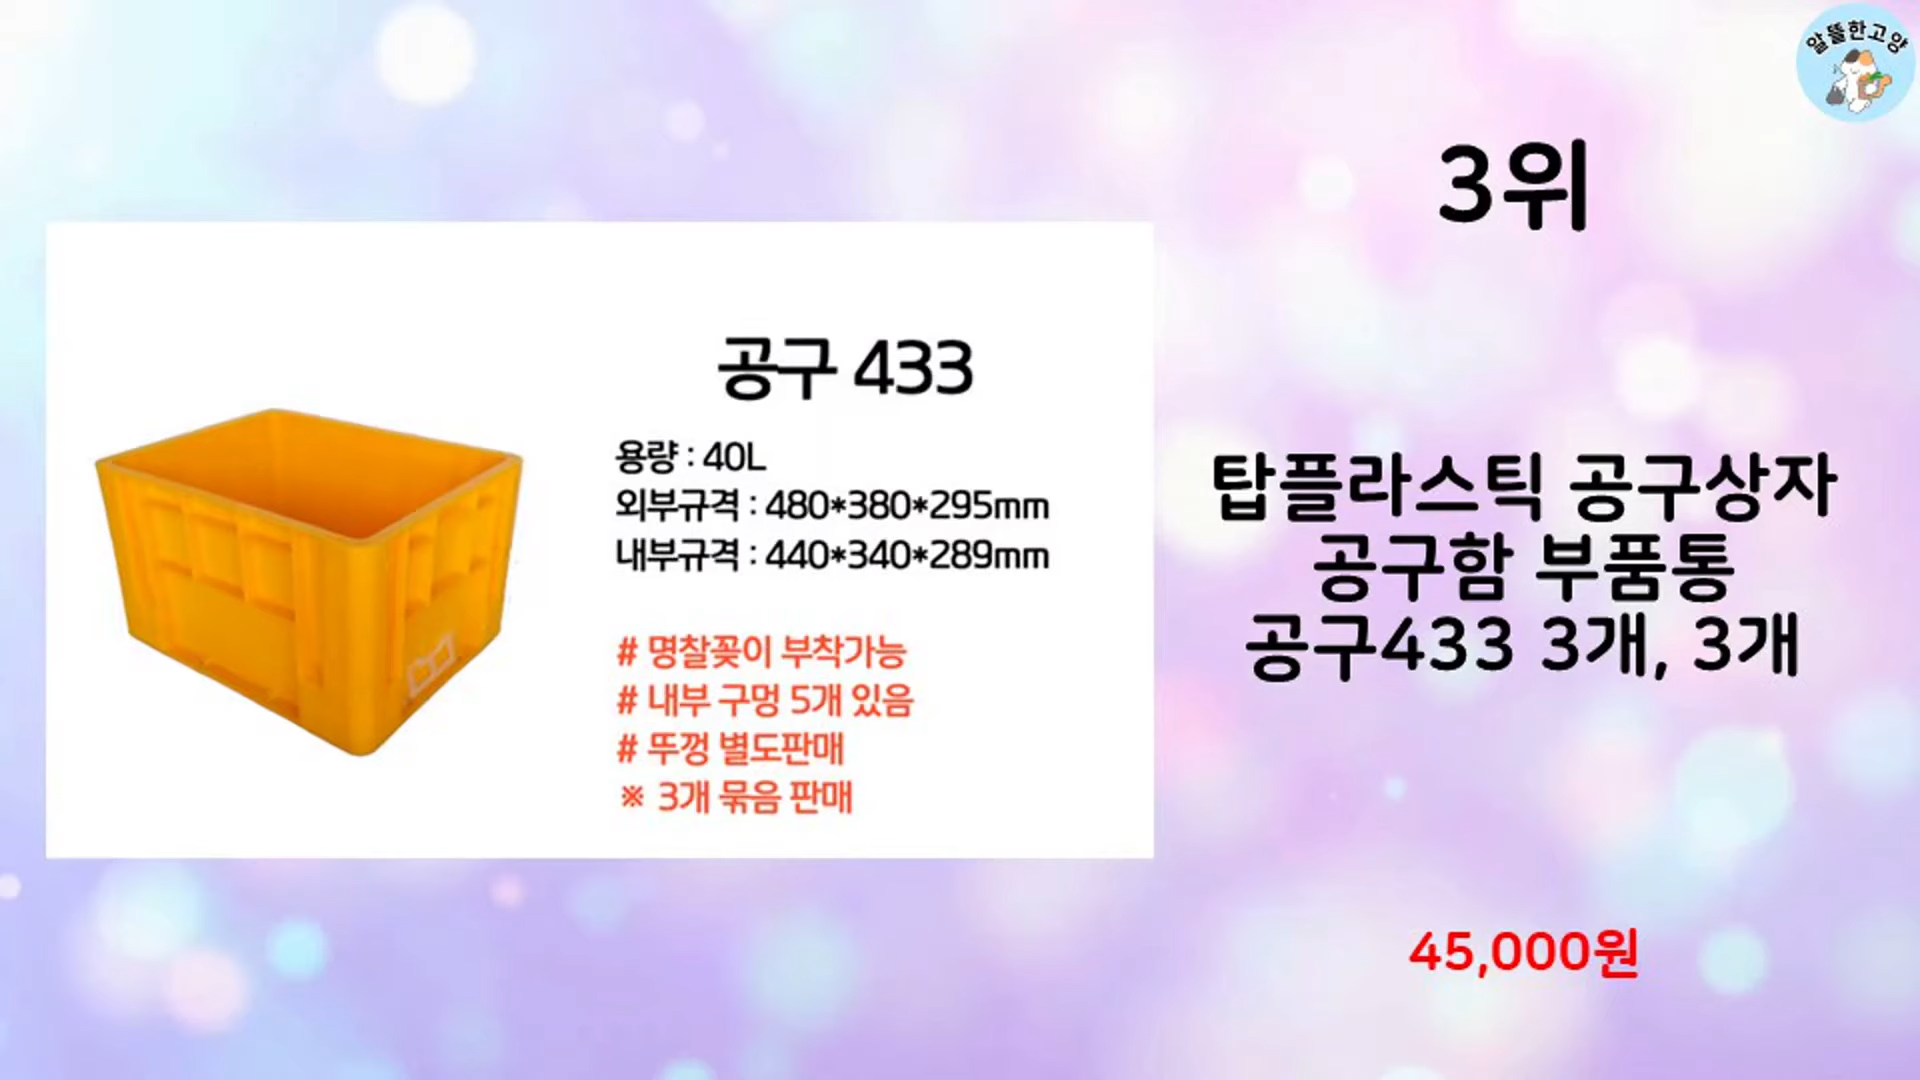 알뜰한고양
3위
공구 433
용량 : 40L
외부규격 : 480*380*295mm
내부규격 : 440*340*289mm
# 명찰꽂이 부착가능
# 내부 구멍 5개 있음
# 뚜껑 별도판매
※ 3개 묶음 판매
탑플라스틱 공구상자
공구함 부품통
공구433 3개, 3개
45,000원